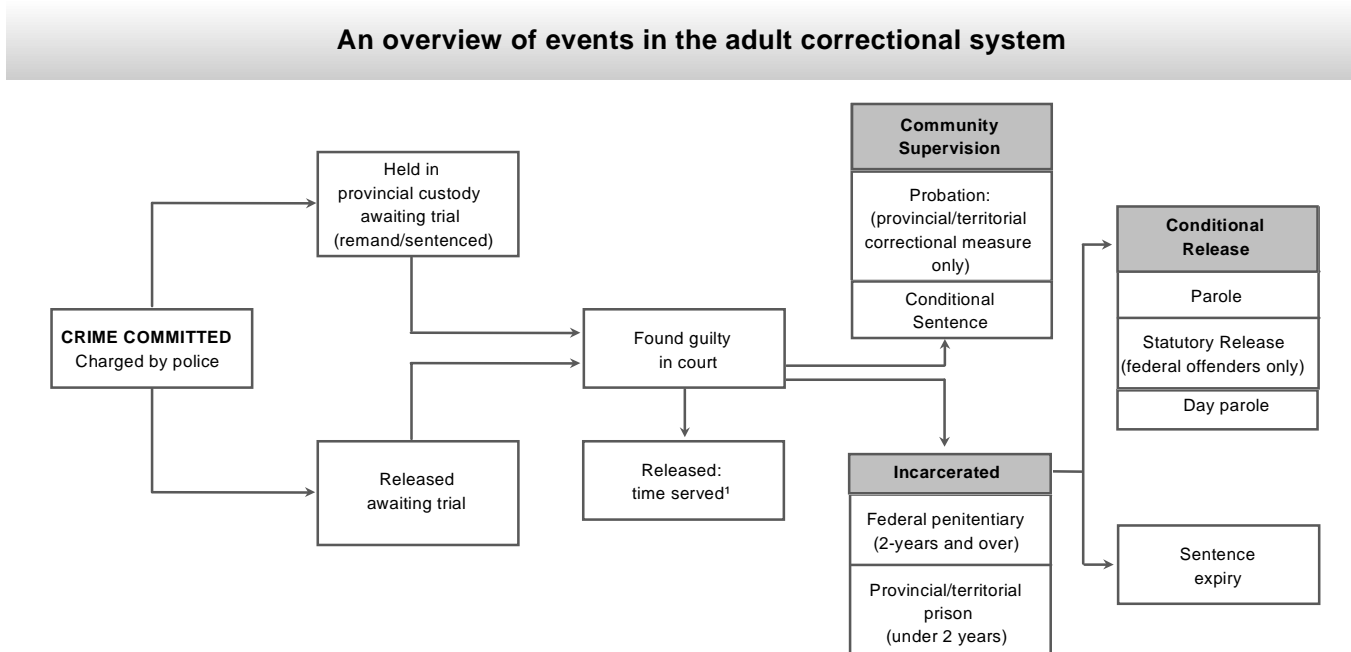 An overview of events in the adult correctional system
CRIME COMMITTED
Charged by police
Held in
provincial custody
awaiting trial
(remand/sentenced)
Released
awaiting trial
Found guilty
in court
Released:
time served¹
Community
Supervision
Probation:
(provincial/territorial
correctional measure
only)
Conditional
Sentence
Incarcerated
Federal penitentiary
(2-years and over)
Provincial/territorial
prison
(under 2 years)
Conditional
Release
Parole
Statutory Release
(federal offenders only)
Day parole
Sentence
expiry